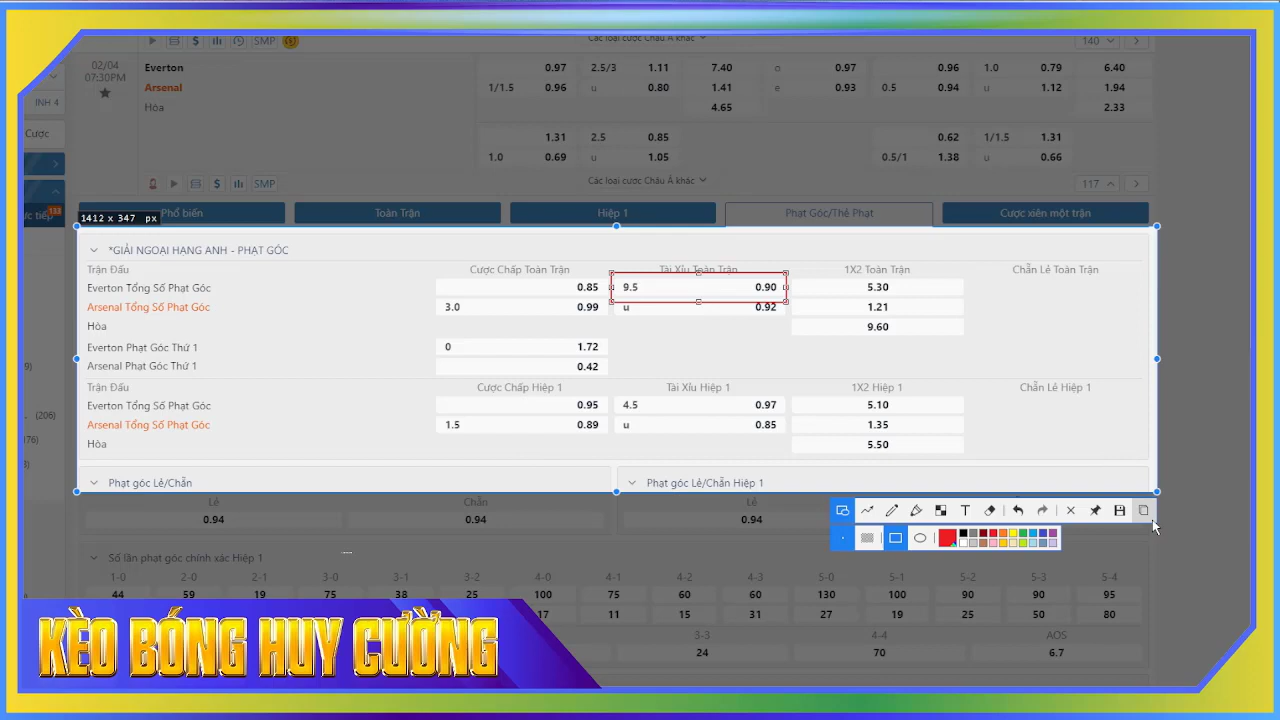 SMP Các loại cược Châu Á khác 140
02/04 Everton 0.97 2.5/3 1.11 7.40 o 0.97 0.96 1.0 0.79 6.40
07:30PM Arsenal 1/1.5 0.96 u 0.80 1.41 e 0.93 0.5 0.94 u 1.12 1.94
INH 4 Hòa 4.65 2.33
Cược 1.31 2.5 0.85 0.62 1/1.5 1.31
1.0 0.69 u 1.05 0.5/1 1.38 u 0.66
$ SMP Các loại cược Châu Á khác 117
ực tiếp 133 Phổ biến Toàn Trận Hiệp 1 Phạt Góc/Thẻ Phạt Cược xiên một trận
1412 x 347 px
*GIẢI NGOẠI HẠNG ANH - PHẠT GÓC
Trận Đấu Cược Chấp Toàn Trận Tài Xỉu Toàn Trận 1X2 Toàn Trận Chẵn Lẻ Toàn Trận
Everton Tổng Số Phạt Góc 0.85 9.5 0.90 5.30
Arsenal Tổng Số Phạt Góc 3.0 0.99 u 0.92 1.21
Hòa 9.60
Everton Phạt Góc Thứ 1 0 1.72
Arsenal Phạt Góc Thứ 1 0.42
Trận Đấu Cược Chấp Hiệp 1 Tài Xỉu Hiệp 1 1X2 Hiệp 1 Chẵn Lẻ Hiệp 1
Everton Tổng Số Phạt Góc 0.95 4.5 0.97 5.10
Arsenal Tổng Số Phạt Góc 1.5 0.89 u 0.85 1.35
Hòa 5.50
(206)
Phạt góc Lẻ/Chẵn Phạt góc Lẻ/Chẵn Hiệp 1
Lẻ Chẵn Lẻ
0.94 0.94 0.94
Số lần phạt góc chính xác Hiệp 1
1-0 2-0 2-1 3-0 3-1 3-2 4-0 4-1 4-2 4-3 5-0 5-1 5-2 5-3 5-4
44 59 19 75 38 25 100 75 60 60 130 100 90 90 95
17 11 15 31 27 19 25 50 80
3-3 4-4 AOS
24 70 6.7
KÈO BÓNG HUY CƯỜNG